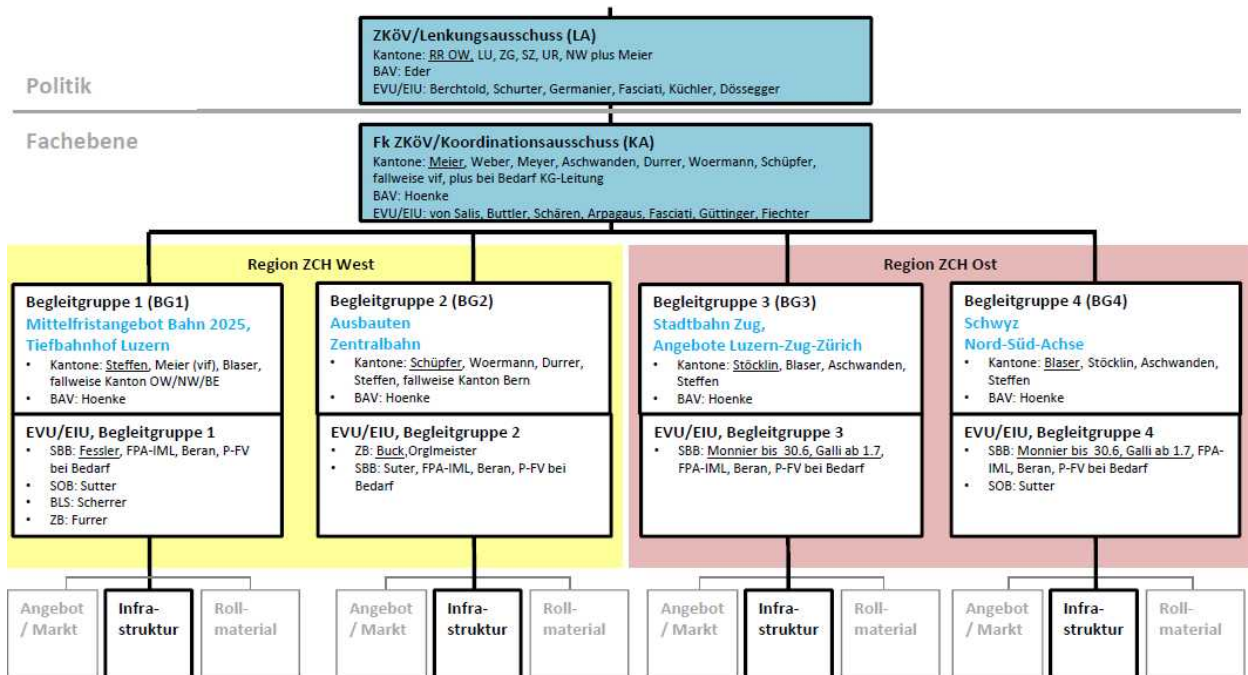 ZKöV/Lenkungsausschuss (LA)
Kantone: RR OW, LU, ZG, SZ, UR, NW plus Meier
BAV: Eder
EVU/EIU: Berchtold, Schurter, Germanier, Fasciati, Küchler, Dössegger
Politik
Fachebene
Fk ZKöV/Koordinationsausschuss (KA)
Kantone: Meier, Weber, Meyer, Aschwanden, Durrer, Woermann, Schüpfer,
fallweise vif, plus bei Bedarf KG-Leitung
BAV: Hoenke
EVU/EIU: von Salis, Buttler, Schären, Arpagaus, Fasciati, Güttinger, Fiechter
Region ZCH West
Begleitgruppe 1 (BG1)
Mittelfristangebot Bahn 2025,
Tiefbahnhof Luzern
• Kantone: Steffen, Meier (vif), Blaser,
fallweise Kanton OW/NW/BE
• BAV: Hoenke
EVU/EIU, Begleitgruppe 1
• SBB: Fessler, FPA-IML, Beran, P-FV
bei Bedarf
• SOB: Sutter
• BLS: Scherrer
• ZB: Furrer
Begleitgruppe 2 (BG2)
Ausbauten
Zentralbahn
• Kantone: Schüpfer, Woermann, Durrer,
Steffen, fallweise Kanton Bern
• BAV: Hoenke
EVU/EIU, Begleitgruppe 2
• ZB: Buck,Orglmeister
• SBB: Suter, FPA-IML, Beran, P-FV bei
Bedarf
Region ZCH Ost
Begleitgruppe 3 (BG3)
Stadtbahn Zug,
Angebote Luzern-Zug-Zürich
• Kantone: Stöcklin, Blaser, Aschwanden,
Steffen
• BAV: Hoenke
EVU/EIU, Begleitgruppe 3
• SBB: Monnier bis 30.6, Galli ab 1.7,
FPA-IML, Beran, P-FV bei Bedarf
Begleitgruppe 4 (BG4)
Schwyz
Nord-Süd-Achse
• Kantone: Blaser, Stöcklin, Aschwanden,
Steffen
• BAV: Hoenke
EVU/EIU, Begleitgruppe 4
• SBB: Monnier bis 30.6, Galli ab 1.7, FPA-
IML, Beran, P-FV bei Bedarf
• SOB: Sutter
Angebot
/ Markt
Infra-
struktur
Roll-
material
Angebot
/ Markt
Infra-
struktur
Roll-
material
Angebot
/ Markt
Infra-
struktur
Roll-
material
Angebot
/ Markt
Infra-
struktur
Roll-
material